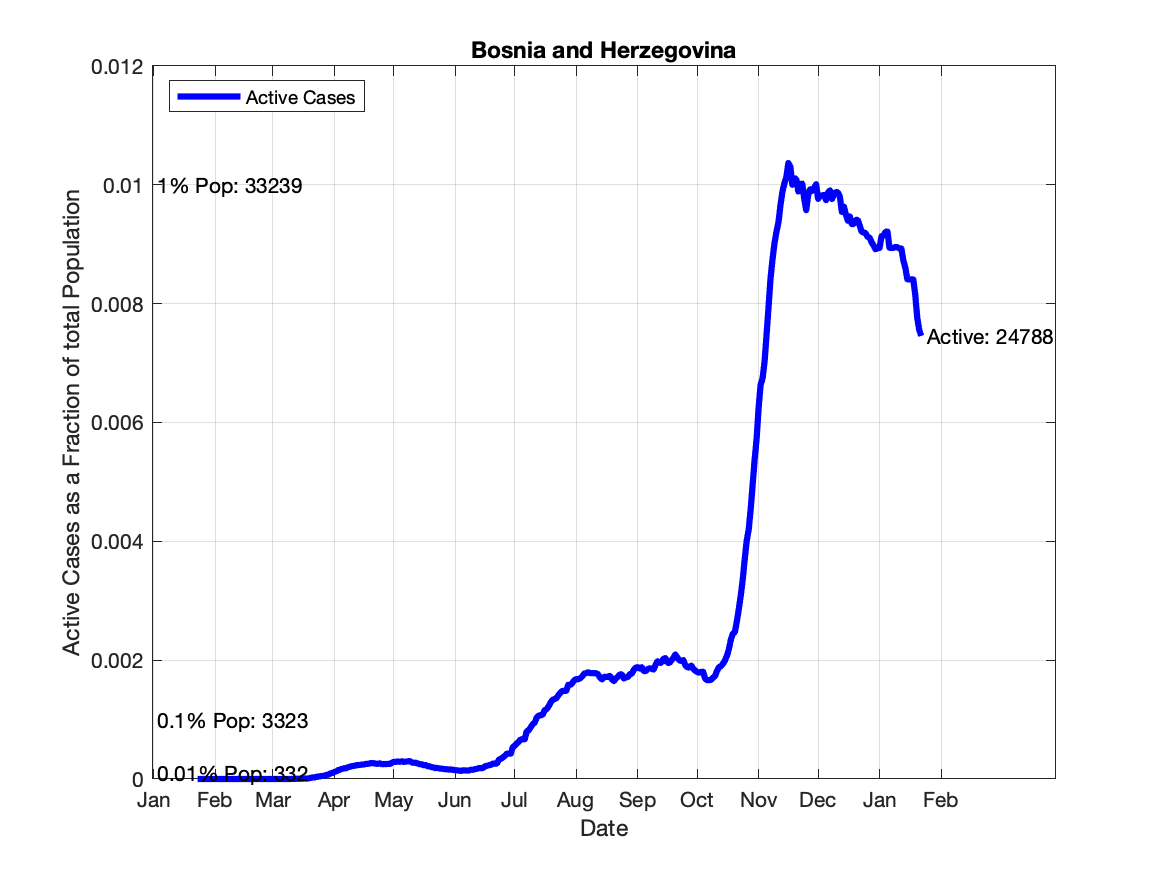 Bosnia and Herzegovina
0.012
Active Cases
0.01
1% Pop: 33239
0.008
Active: 24788
0.006
0.004
0.002
0.1% Pop: 3323
0.01% Pop: 332
0
Jan Feb Mar Apr May Jun Jul Aug Sep Oct Nov Dec Jan Feb
Date
Active Cases as a Fraction of total Population